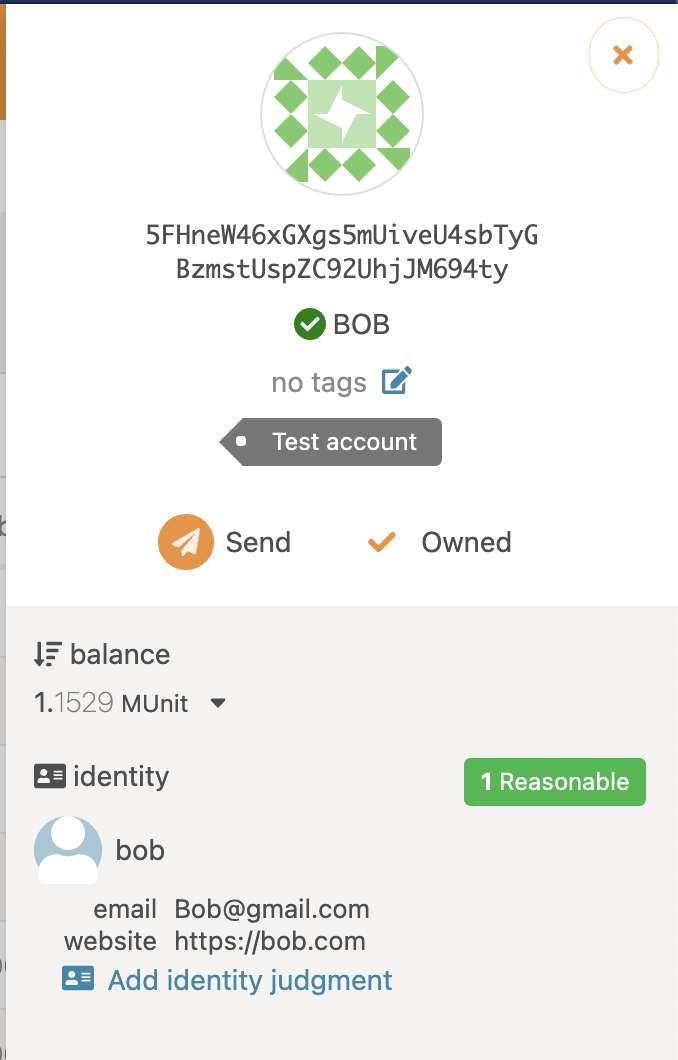 5FHneW46xGXgs5mUiveU4sbTyG
BzmstUspZC92UhjJM694ty
BOB
no tags
Test account
Send Owned
balance
1.1529 MUnit
identity 1 Reasonable
bob
email Bob@gmail.com
website https://bob.com
Add identity judgment